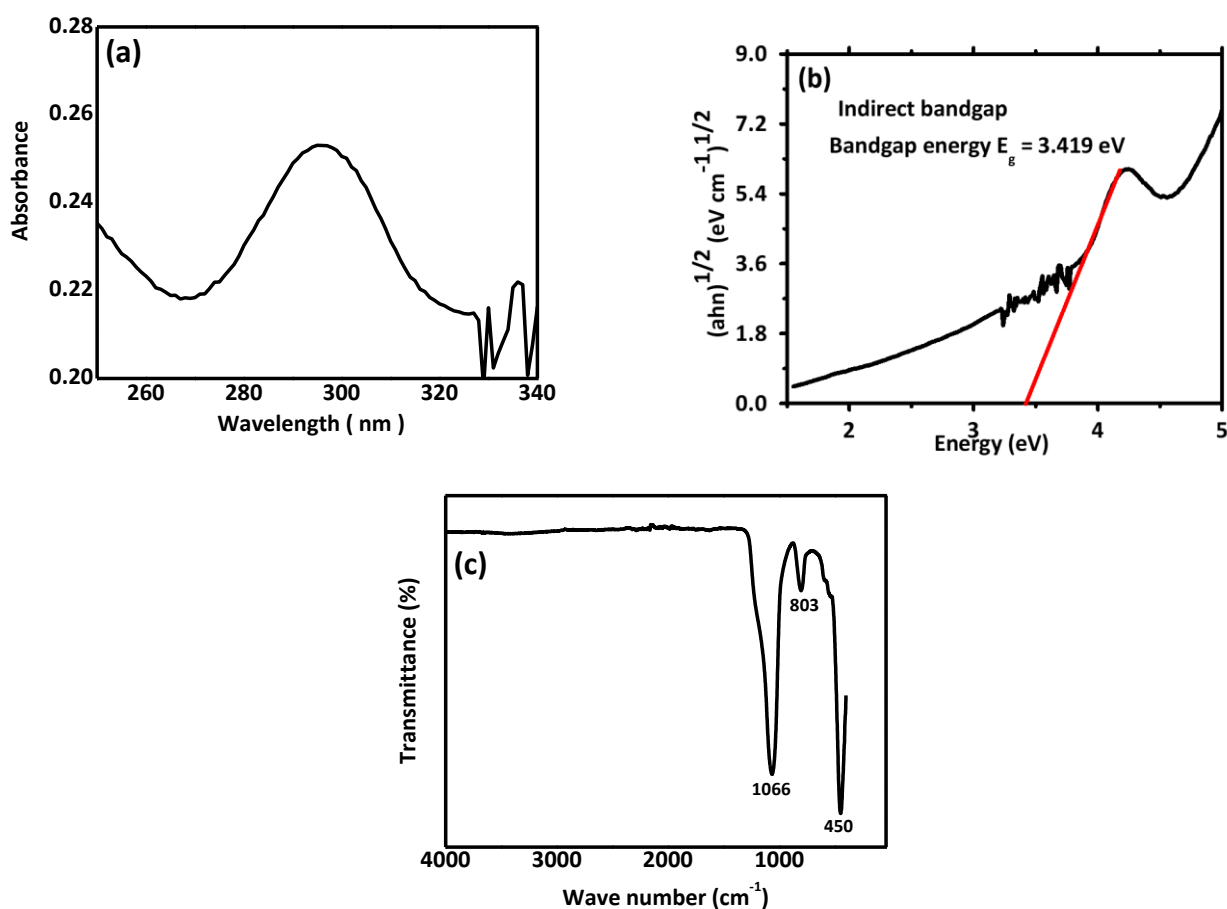 (a)
0.28
0.26
0.24
0.22
0.20
Absorbance
260 280 300 320 340
Wavelength ( nm )
(b)
Indirect bandgap
Bandgap energy E_g = 3.419 eV
9.0
7.2
5.4
3.6
1.8
0.0
(ahn)^1/2 (eV cm^-1)^1/2
2 3 4 5
Energy (eV)
(c)
Transmittance (%)
803
1066
450
4000 3000 2000 1000
Wave number (cm^-1)